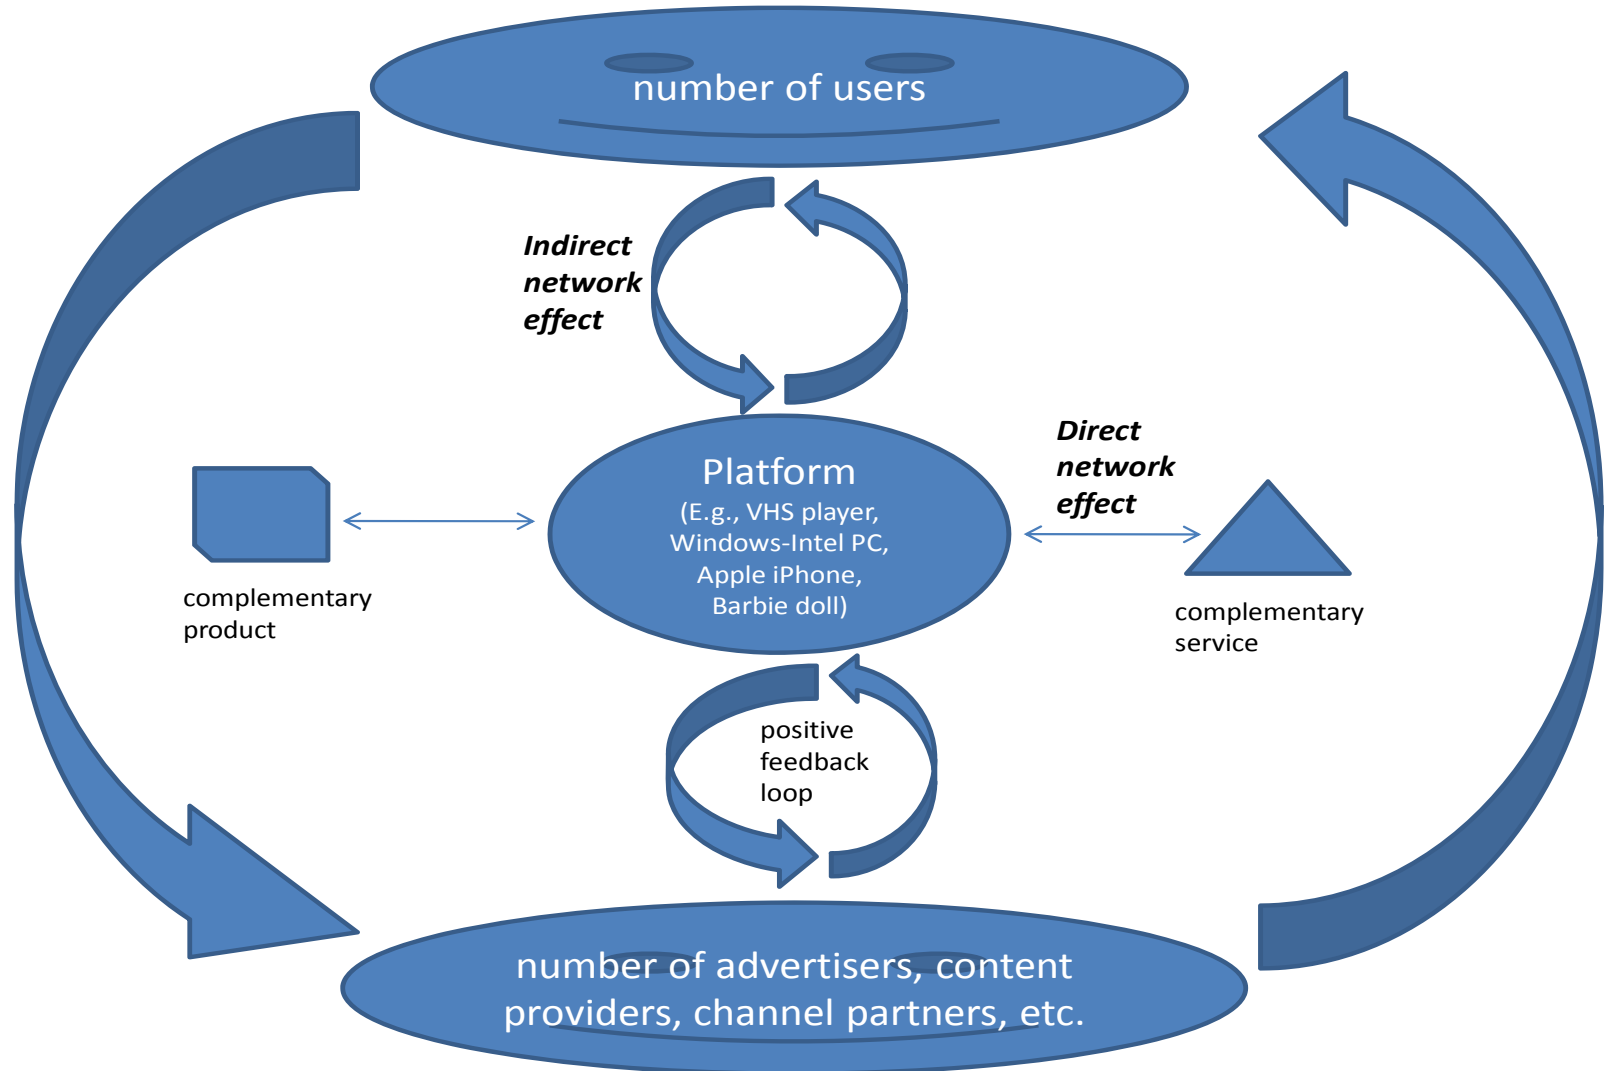 number of users
Indirect
network
effect
Direct
network
effect
Platform
(E.g., VHS player,
Windows-Intel PC,
Apple iPhone,
Barbie doll)
complementary
product
complementary
service
positive
feedback
loop
number of advertisers, content
providers, channel partners, etc.